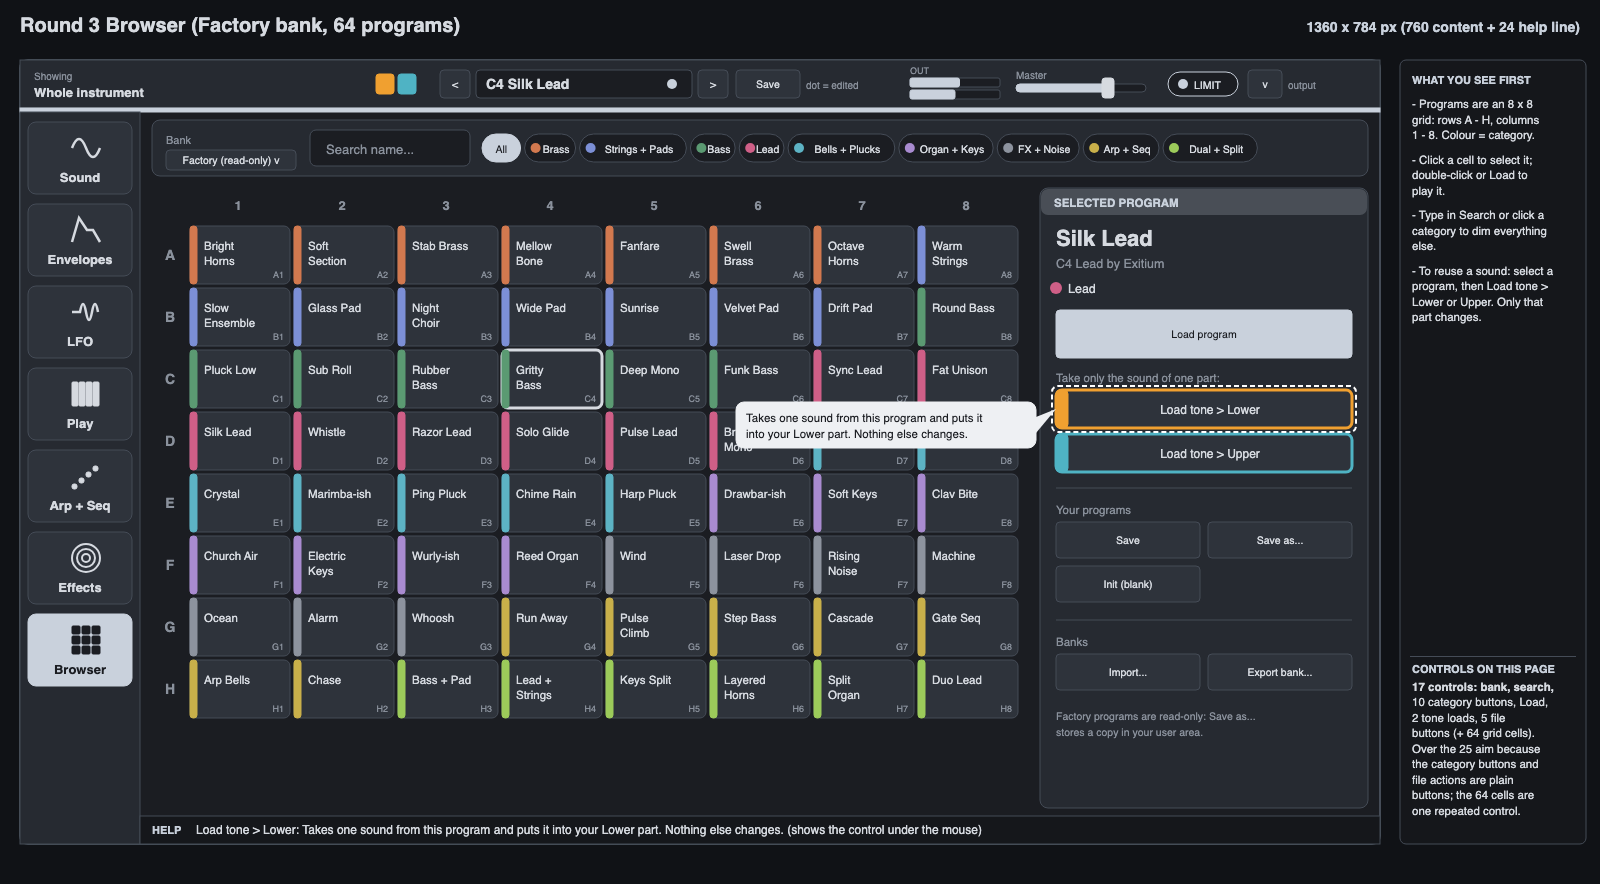 Round 3 Browser (Factory bank, 64 programs)
1360 x 784 px (760 content + 24 help line)
Showing
Whole instrument
<
C4 Silk Lead
>
Save
dot = edited
OUT
Master
LIMIT
v
output
Sound
Envelopes
LFO
Play
Arp + Seq
Effects
Browser
Bank
Factory (read-only) v
Search name...
All
Brass
Strings + Pads
Bass
Lead
Bells + Plucks
Organ + Keys
FX + Noise
Arp + Seq
Dual + Split
1 2 3 4 5 6 7 8
A
Bright
Horns
A1
Soft
Section
A2
Stab Brass
A3
Mellow
Bone
A4
Fanfare
A5
Swell
Brass
A6
Octave
Horns
A7
Warm
Strings
A8
B
Slow
Ensemble
B1
Glass Pad
B2
Night
Choir
B3
Wide Pad
B4
Sunrise
B5
Velvet Pad
B6
Drift Pad
B7
Round Bass
B8
C
Pluck Low
C1
Sub Roll
C2
Rubber
Bass
C3
Gritty
Bass
C4
Deep Mono
C5
Funk Bass
C6
Sync Lead
C7
Fat Unison
C8
D
Silk Lead
D1
Whistle
D2
Razor Lead
D3
Solo Glide
D4
Pulse Lead
D5
D6
D7
D8
Takes one sound from this program and puts it
into your Lower part. Nothing else changes.
E
Crystal
E1
Marimba-ish
E2
Ping Pluck
E3
Chime Rain
E4
Harp Pluck
E5
Drawbar-ish
E6
Soft Keys
E7
Clav Bite
E8
F
Church Air
F1
Electric
Keys
F2
Wurly-ish
F3
Reed Organ
F4
Wind
F5
Laser Drop
F6
Rising
Noise
F7
Machine
F8
G
Ocean
G1
Alarm
G2
Whoosh
G3
Run Away
G4
Pulse
Climb
G5
Step Bass
G6
Cascade
G7
Gate Seq
G8
H
Arp Bells
H1
Chase
H2
Bass + Pad
H3
Lead +
Strings
H4
Keys Split
H5
Layered
Horns
H6
Split
Organ
H7
Duo Lead
H8
SELECTED PROGRAM
Silk Lead
C4 Lead by Exitium
Lead
Load program
Take only the sound of one part:
Load tone > Lower
Load tone > Upper
Your programs
Save
Save as...
Init (blank)
Banks
Import...
Export bank...
Factory programs are read-only: Save as...
stores a copy in your user area.
HELP Load tone > Lower: Takes one sound from this program and puts it into your Lower part. Nothing else changes. (shows the control under the mouse)
WHAT YOU SEE FIRST
- Programs are an 8 x 8
grid: rows A - H, columns
1 - 8. Colour = category.
- Click a cell to select it;
double-click or Load to
play it.
- Type in Search or click a
category to dim everything
else.
- To reuse a sound: select a
program, then Load tone >
Lower or Upper. Only that
part changes.
CONTROLS ON THIS PAGE
17 controls: bank, search,
10 category buttons, Load,
2 tone loads, 5 file
buttons (+ 64 grid cells).
Over the 25 aim because
the category buttons and
file actions are plain
buttons; the 64 cells are
one repeated control.